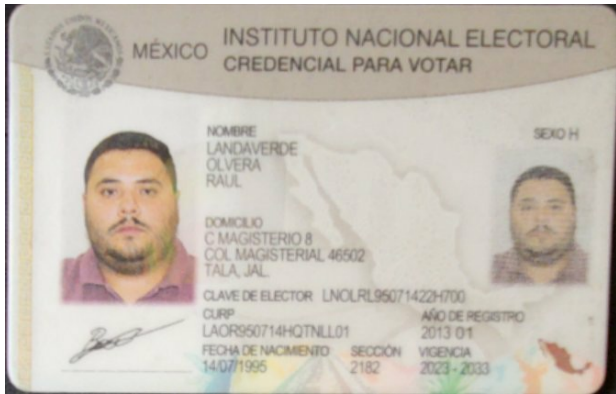 MÉXICO
INSTITUTO NACIONAL ELECTORAL
CREDENCIAL PARA VOTAR
NOMBRE
LANDAVERDE
OLVERA
RAUL
SEXO H
DOMICILIO
C MAGISTERIO 8
COL MAGISTERIAL 46502
TALA, JAL.
CLAVE DE ELECTOR LNOLRL95071422H700
CURP
LAOR950714HQTNLL01
AÑO DE REGISTRO
2013 01
FECHA DE NACIMIENTO
14/07/1995
SECCIÓN
2182
VIGENCIA
2023 - 2033